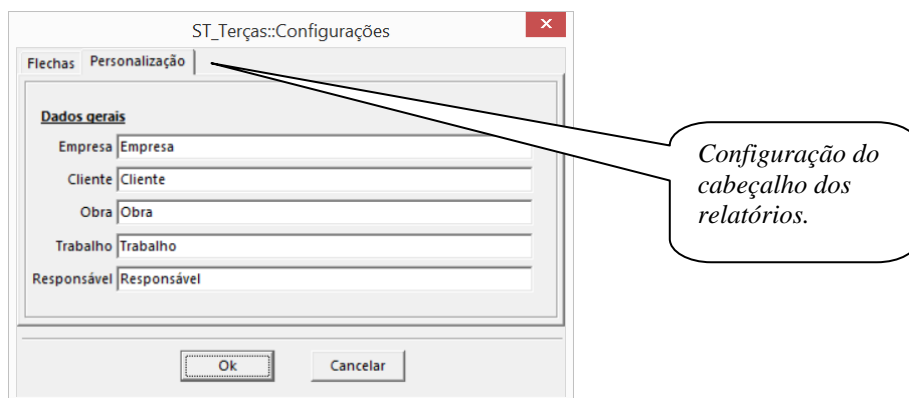 ST_Terças::Configurações
x
Flechas Personalização
Dados gerais
Empresa Empresa
Cliente Cliente
Obra Obra
Trabalho Trabalho
Responsável Responsável
Ok Cancelar
Configuração do
cabeçalho dos
relatórios.